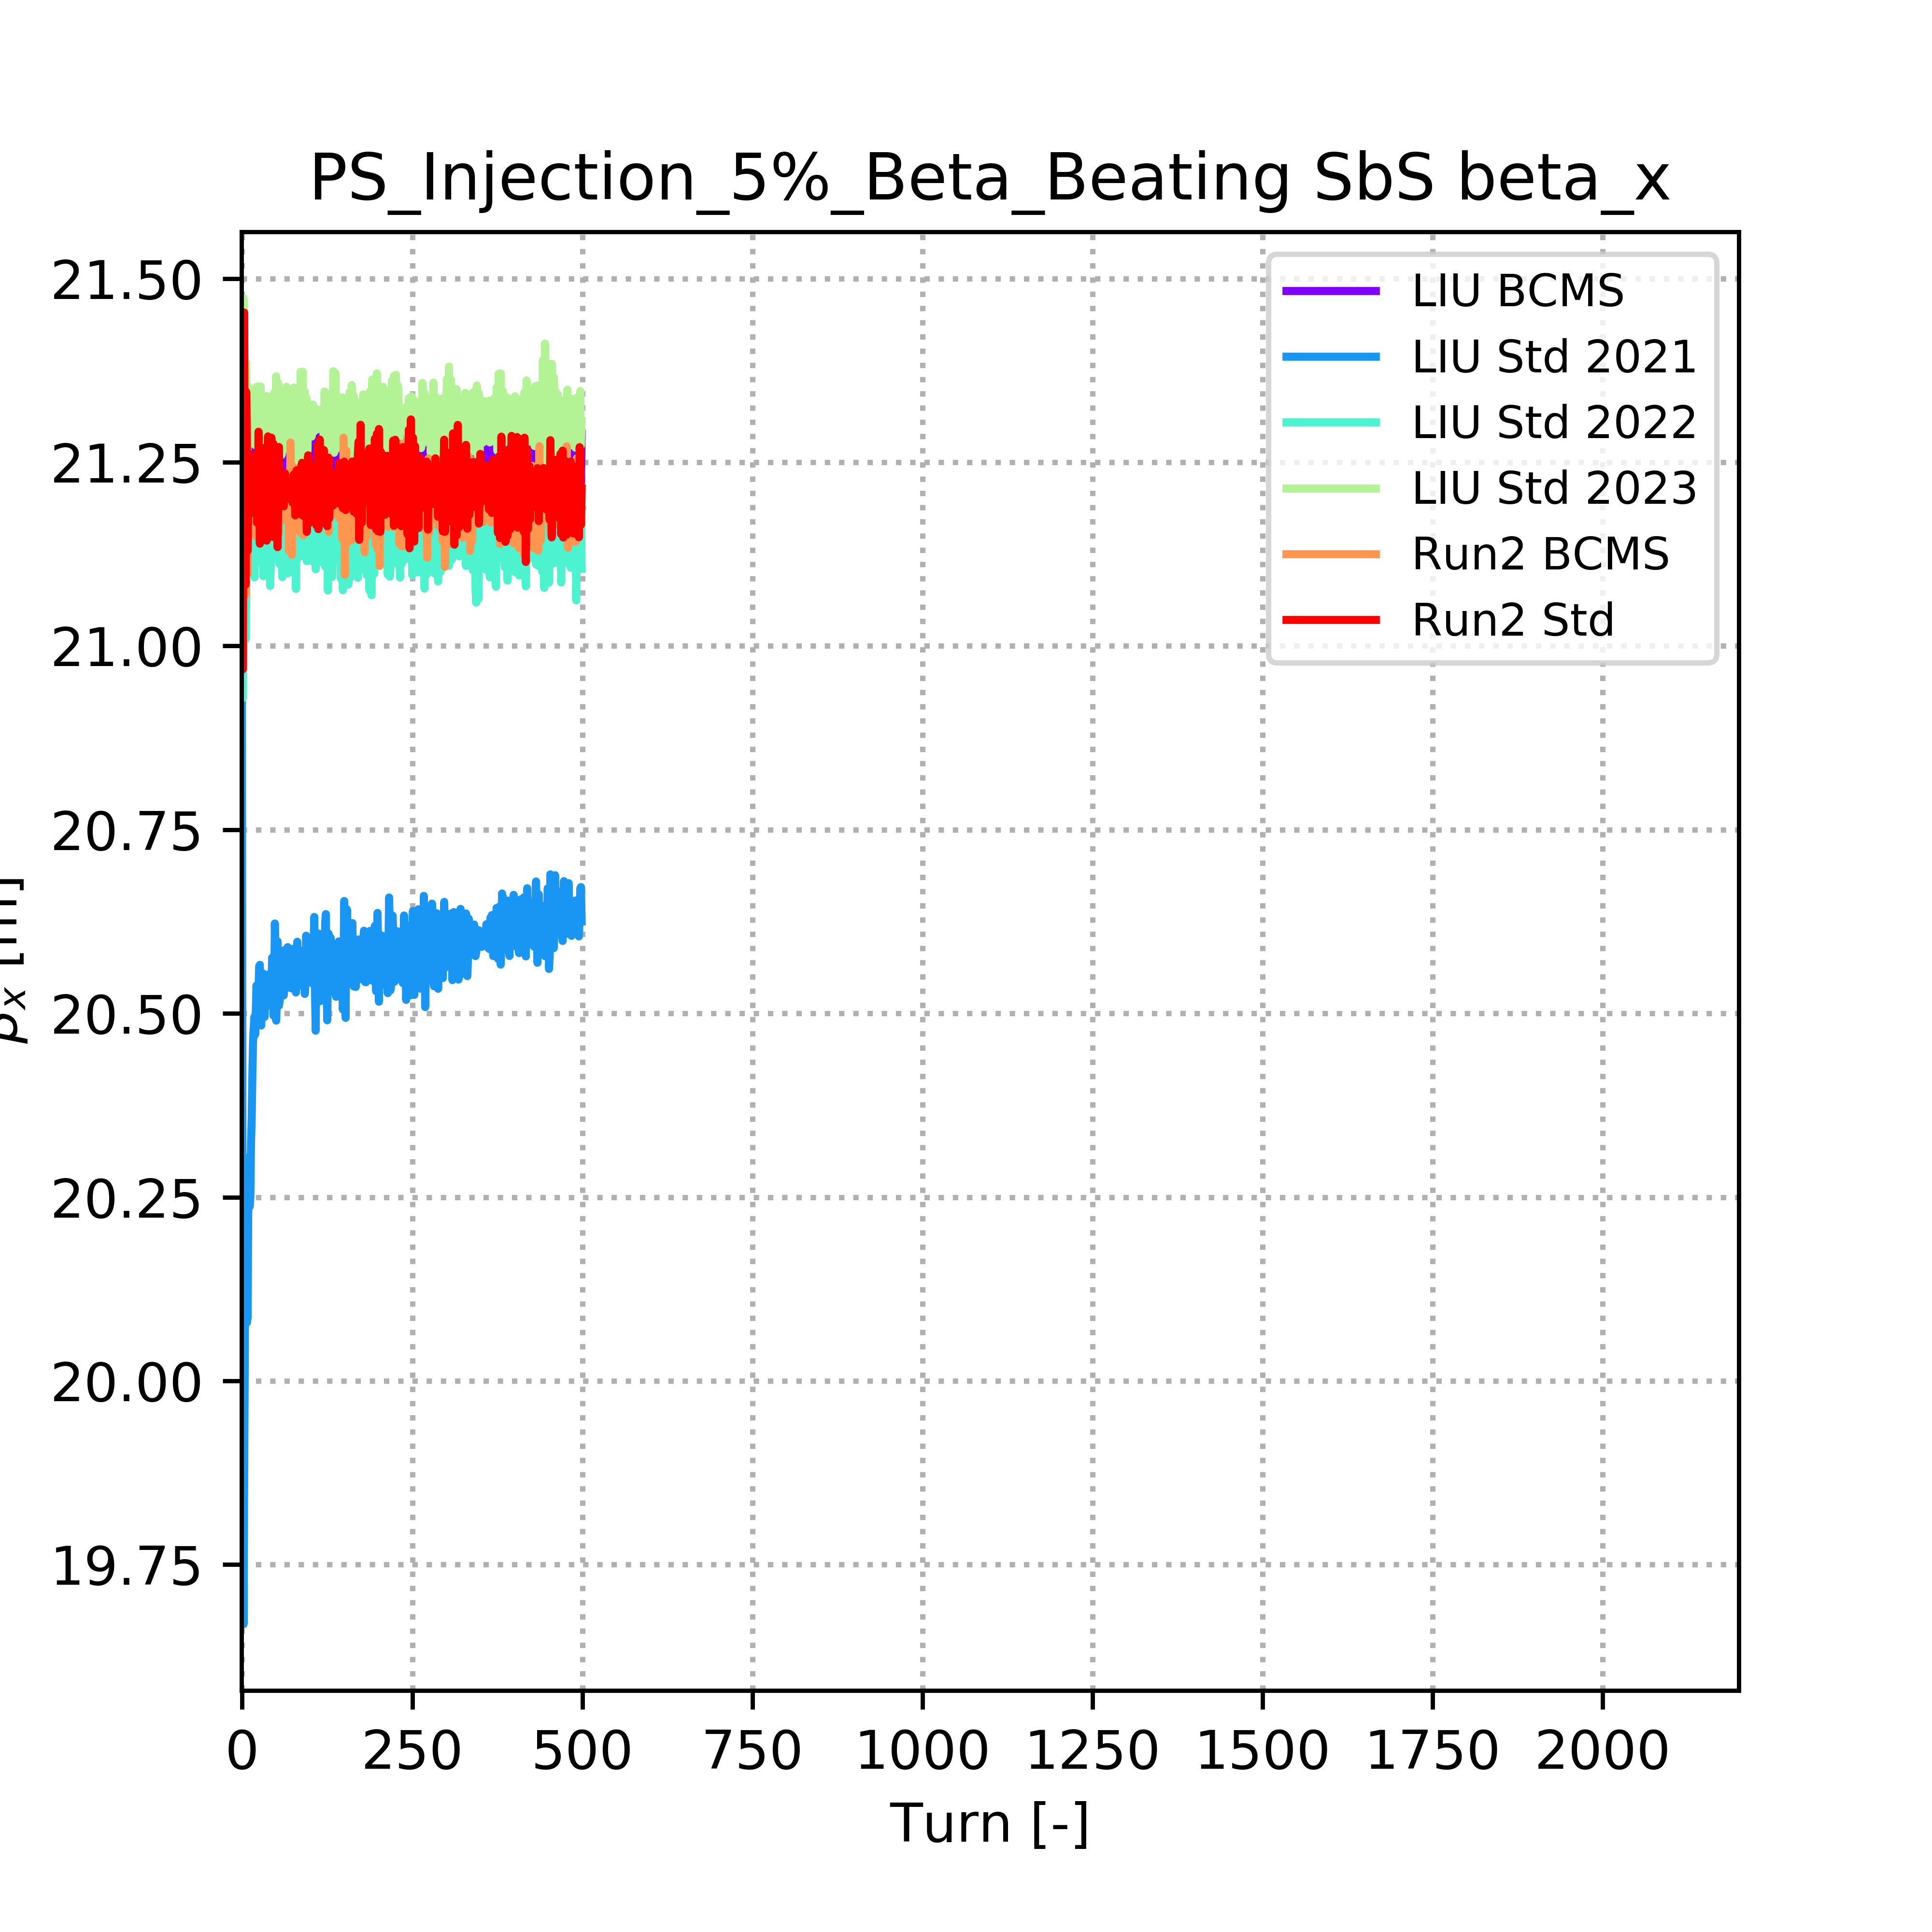 PS_Injection_5%_Beta_Beating SbS beta_x
21.50
21.25
21.00
20.75
20.50
20.25
20.00
19.75
LIU BCMS
LIU Std 2021
LIU Std 2022
LIU Std 2023
Run2 BCMS
Run2 Std
0 250 500 750 1000 1250 1500 1750 2000
Turn [-]